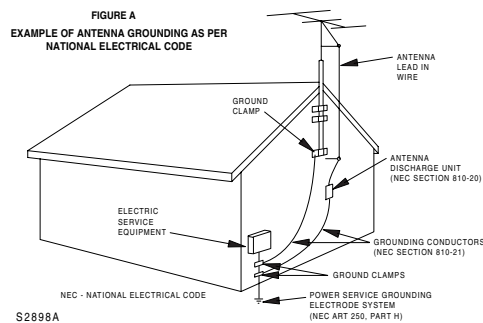 FIGURE A
EXAMPLE OF ANTENNA GROUNDING AS PER
NATIONAL ELECTRICAL CODE
ANTENNA
LEAD IN
WIRE
GROUND
CLAMP
ANTENNA
DISCHARGE UNIT
(NEC SECTION 810-20)
ELECTRIC
SERVICE
EQUIPMENT
GROUNDING CONDUCTORS
(NEC SECTION 810-21)
GROUND CLAMPS
NEC - NATIONAL ELECTRICAL CODE
POWER SERVICE GROUNDING
ELECTRODE SYSTEM
(NEC ART 250, PART H)
S2898A